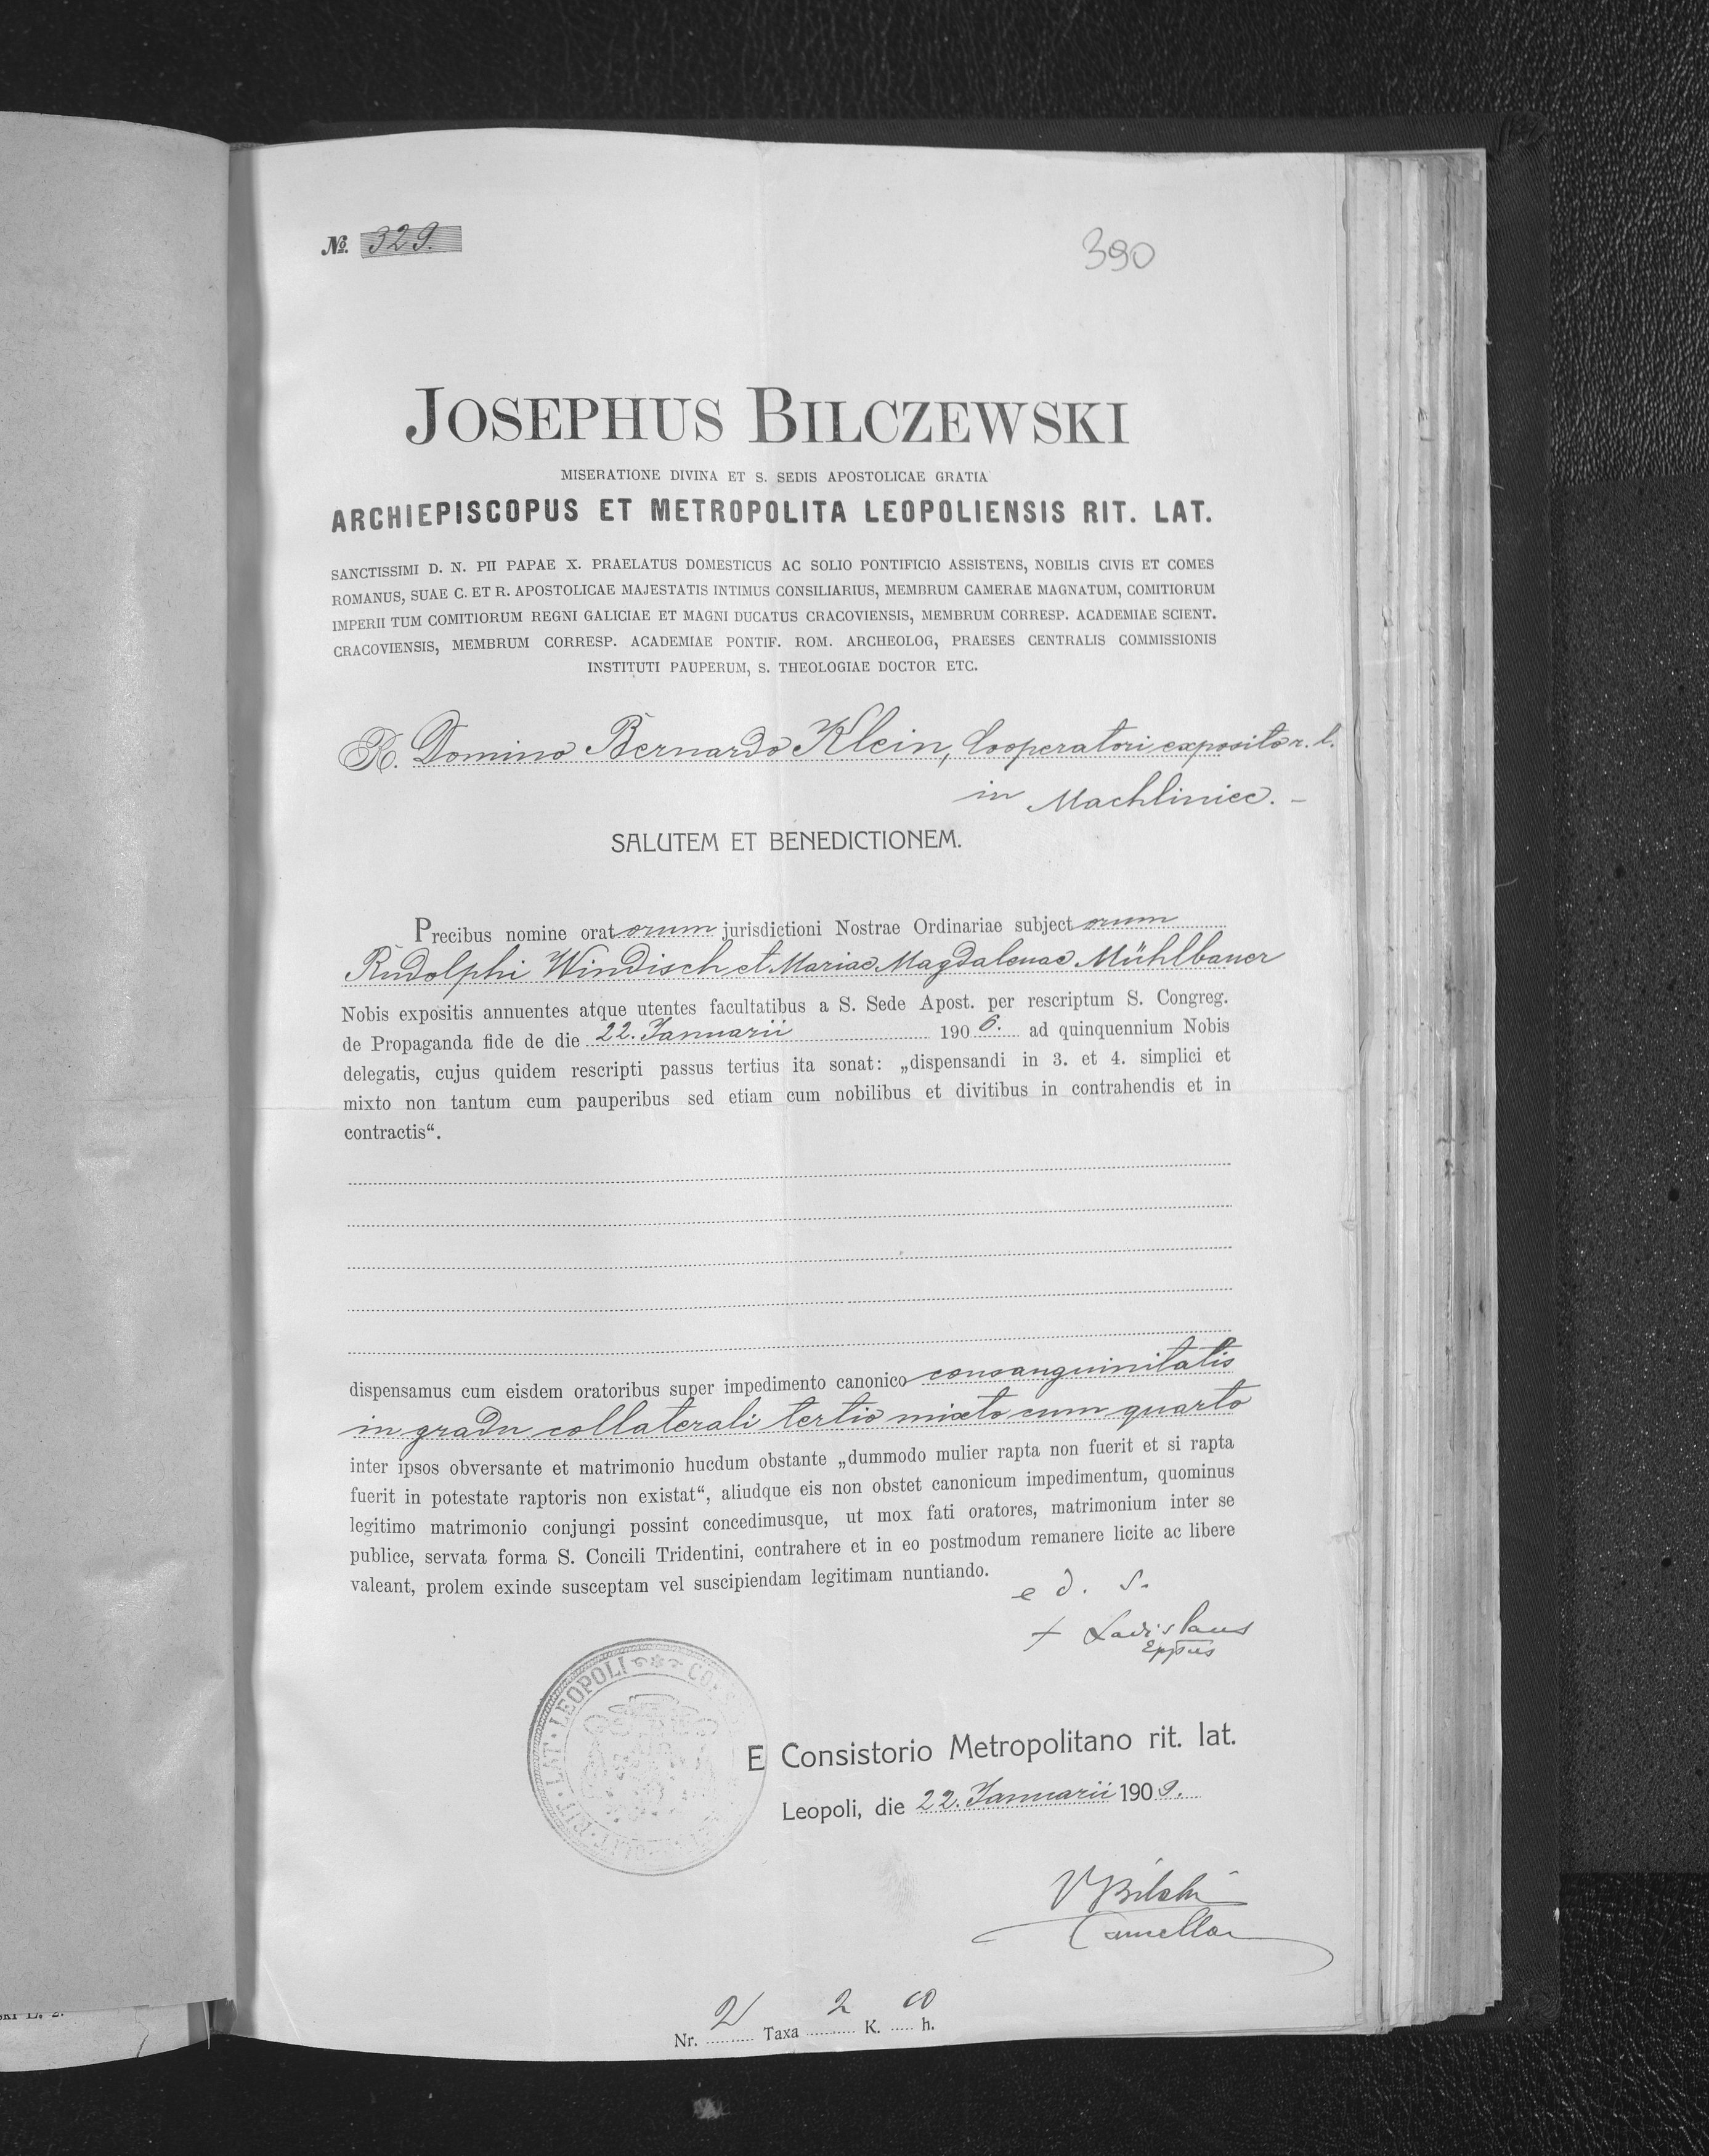 №. 329.
390
JOSEPHUS BILCZEWSKI
MISERATIONE DIVINA ET S. SEDIS APOSTOLICAE GRATIA
ARCHIEPISCOPUS ET METROPOLITA LEOPOLIENSIS RIT. LAT.
SANCTISSIMI D. N. PII PAPAE X. PRAELATUS DOMESTICUS AC SOLIO PONTIFICIO ASSISTENS, NOBILIS CIVIS ET COMES
ROMANUS, SUAE C. ET R. APOSTOLICAE MAJESTATIS INTIMUS CONSILIARIUS, MEMBRUM CAMERAE MAGNATUM, COMITIORUM
IMPERII TUM COMITIORUM REGNI GALICIAE ET MAGNI DUCATUS CRACOVIENSIS, MEMBRUM CORRESP. ACADEMIAE SCIENT.
CRACOVIENSIS, MEMBRUM CORRESP. ACADEMIAE PONTIF. ROM. ARCHEOLOG, PRAESES CENTRALIS COMMISSIONIS
INSTITUTI PAUPERUM, S. THEOLOGIAE DOCTOR ETC.
R. Domino Bernardo Klein, Cooperatori exposito r. l.
in Machliniec. –
SALUTEM ET BENEDICTIONEM.
Precibus nomine oratorum jurisdictioni Nostrae Ordinariae subjectorum
Rudolphi Windisch et Mariae Magdalenae Mühlbauer
Nobis expositis annuentes atque utentes facultatibus a S. Sede Apost. per rescriptum S. Congreg.
de Propaganda fide de die 22. Januarii 1906. ad quinquennium Nobis
delegatis, cujus quidem rescripti passus tertius ita sonat: „dispensandi in 3. et 4. simplici et
mixto non tantum cum pauperibus sed etiam cum nobilibus et divitibus in contrahendis et in
contractis“.
dispensamus cum eisdem oratoribus super impedimento canonico consanguinitatis
in gradu collaterali tertio mixto cum quarto
inter ipsos obversante et matrimonio hucdum obstante „dummodo mulier rapta non fuerit et si rapta
fuerit in potestate raptoris non existat“, aliudque eis non obstet canonicum impedimentum, quominus
legitimo matrimonio conjungi possint concedimusque, ut mox fati oratores, matrimonium inter se
publice, servata forma S. Concili Tridentini, contrahere et in eo postmodum remanere licite ac libere
valeant, prolem exinde susceptam vel suscipiendam legitimam nuntiando.
e d. S.
+ Ladislaus
Eppus
RIT · LAT · LEOPOLI
E Consistorio Metropolitano rit. lat.
Leopoli, die 22. Januarii 1909.
Cancellar
Nr. 2 Taxa 2 K. 10 h.